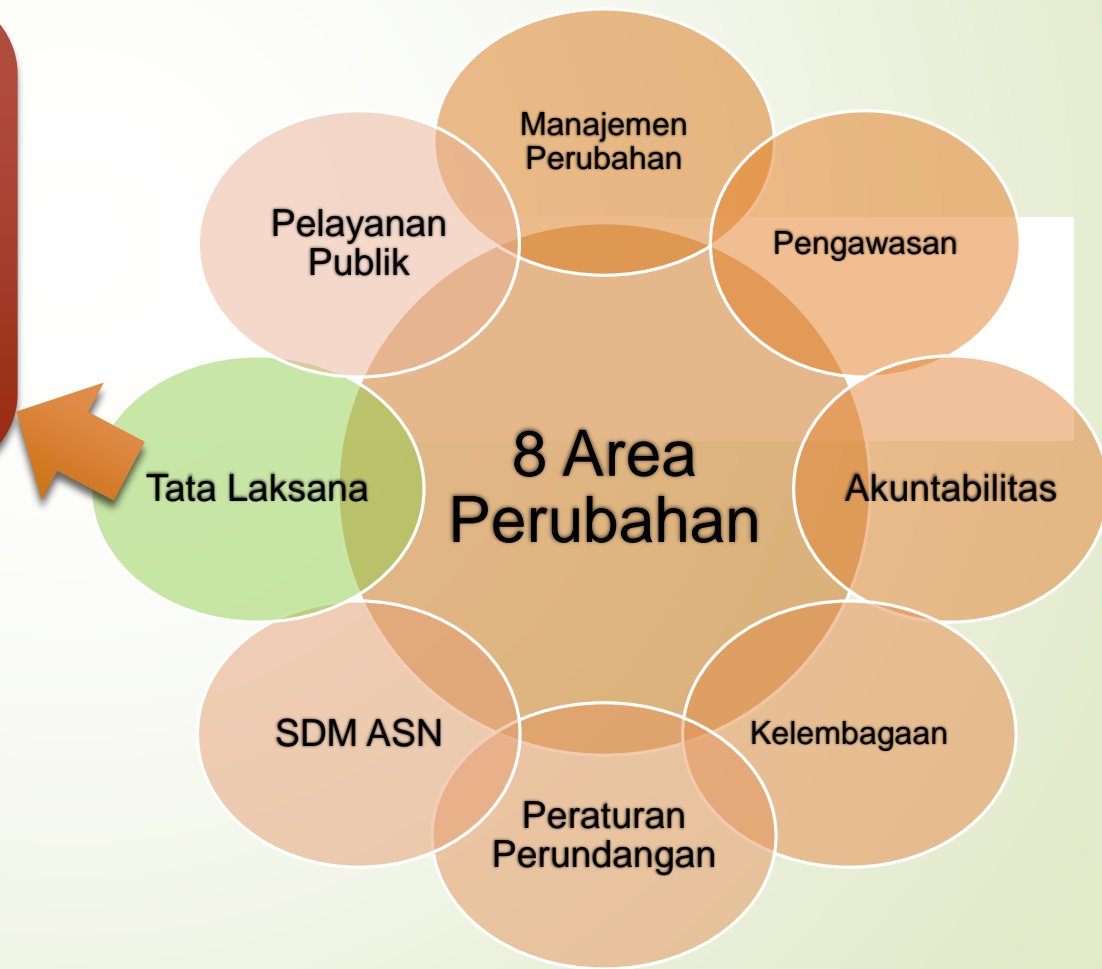 Manajemen
Perubahan
Pelayanan
Publik
Pengawasan
8 Area
Perubahan
Tata Laksana
Akuntabilitas
SDM ASN
Kelembagaan
Peraturan
Perundangan